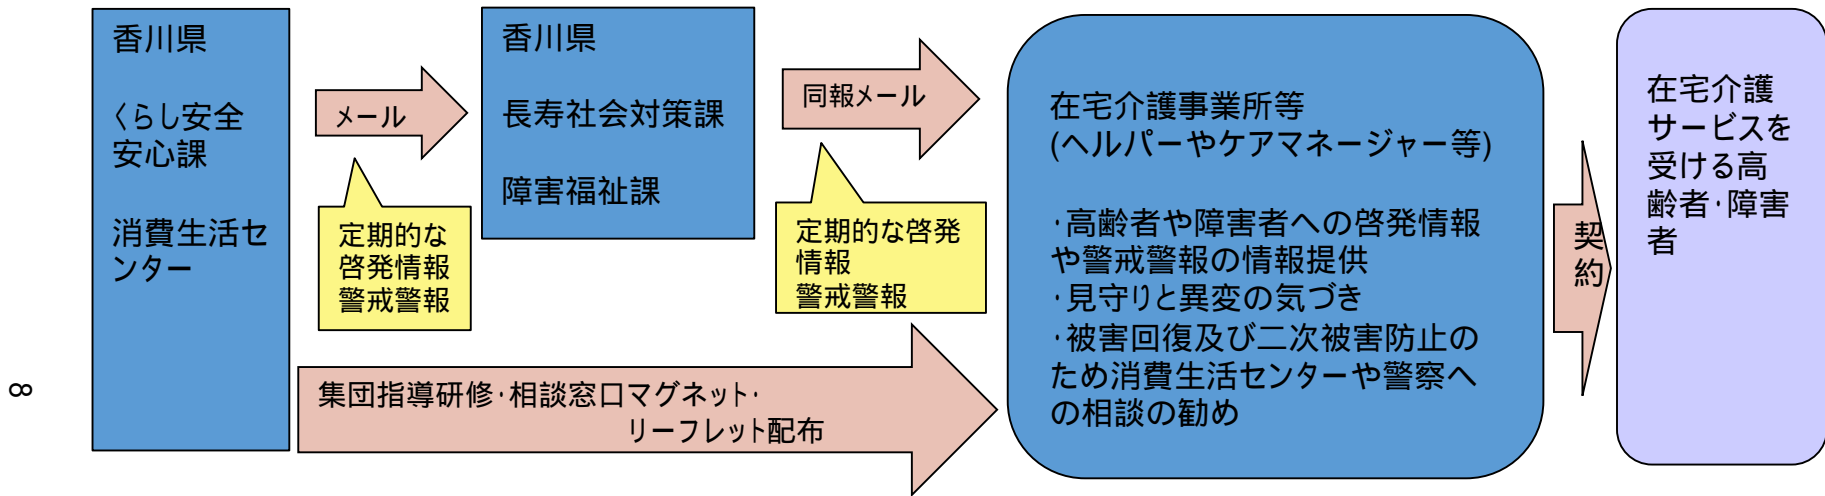 香川県
くらし安全
安心課
消費生活セ
ンター
メール
定期的な
啓発情報
警戒警報
香川県
長寿社会対策課
障害福祉課
同報メール
定期的な啓発
情報
警戒警報
集団指導研修・相談窓口マグネット・
リーフレット配布
在宅介護事業所等
(ヘルパーやケアマネージャー等)
・高齢者や障害者への啓発情報
や警戒警報の情報提供
・見守りと異変の気づき
・被害回復及び二次被害防止の
ため消費生活センターや警察へ
の相談の勧め
契
約
在宅介護
サービスを
受ける高
齢者・障害
者
8